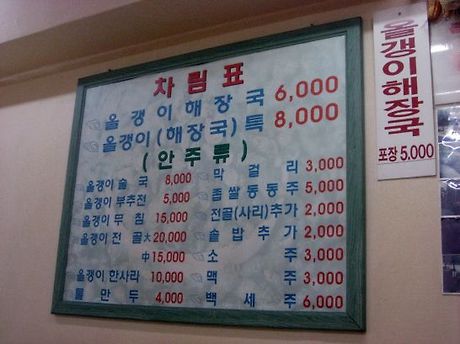 차림표
올갱이해장국 6,000
올갱이(해장국)특 8,000
(안주류)
올갱이 술국 8,000
올갱이 부추전 5,000
올갱이 무침 15,000
올갱이 전골 大 20,000
中 15,000
올갱이 한사라 10,000
물만두 4,000
막걸리 3,000
좁쌀동동주 5,000
전골(사리)추가 2,000
솥밥추가 2,000
소주 3,000
맥주 3,000
백세주 6,000
올갱이해장국
포장 5,000